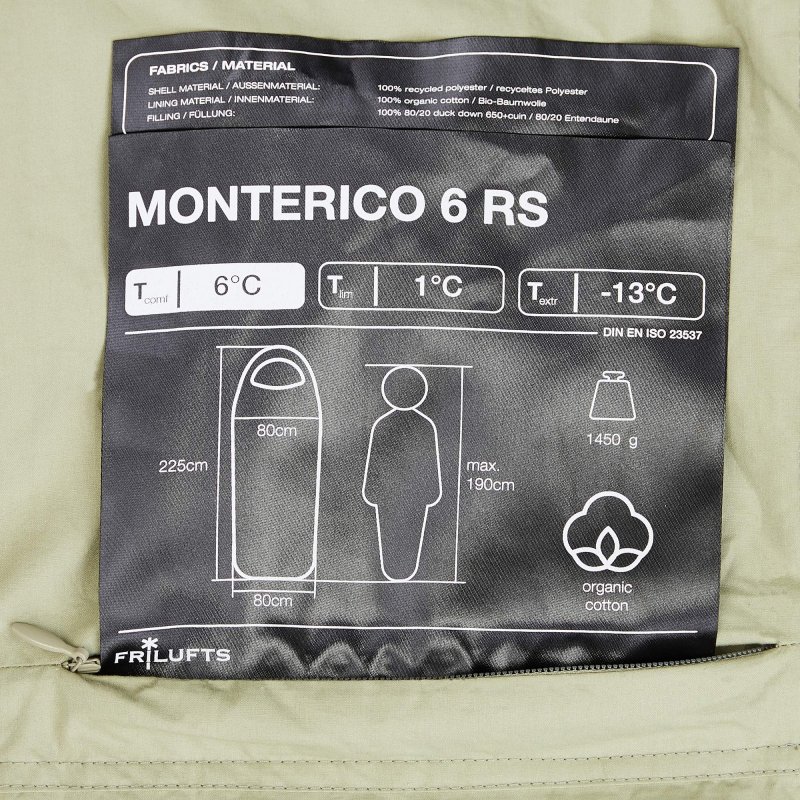 FABRICS / MATERIAL
SHELL MATERIAL / AUSSENMATERIAL: 100% recycled polyester / recyceltes Polyester
LINING MATERIAL / INNENMATERIAL: 100% organic cotton / Bio-Baumwolle
FILLING / FÜLLUNG: 100% 80/20 duck down 650+cuin / 80/20 Entendaune
MONTERICO 6 RS
Tcomf 6°C Tlim 1°C Textr -13°C
DIN EN ISO 23537
80cm
225cm
max.
190cm
1450 g
80cm
organic
cotton
FRILUFTS